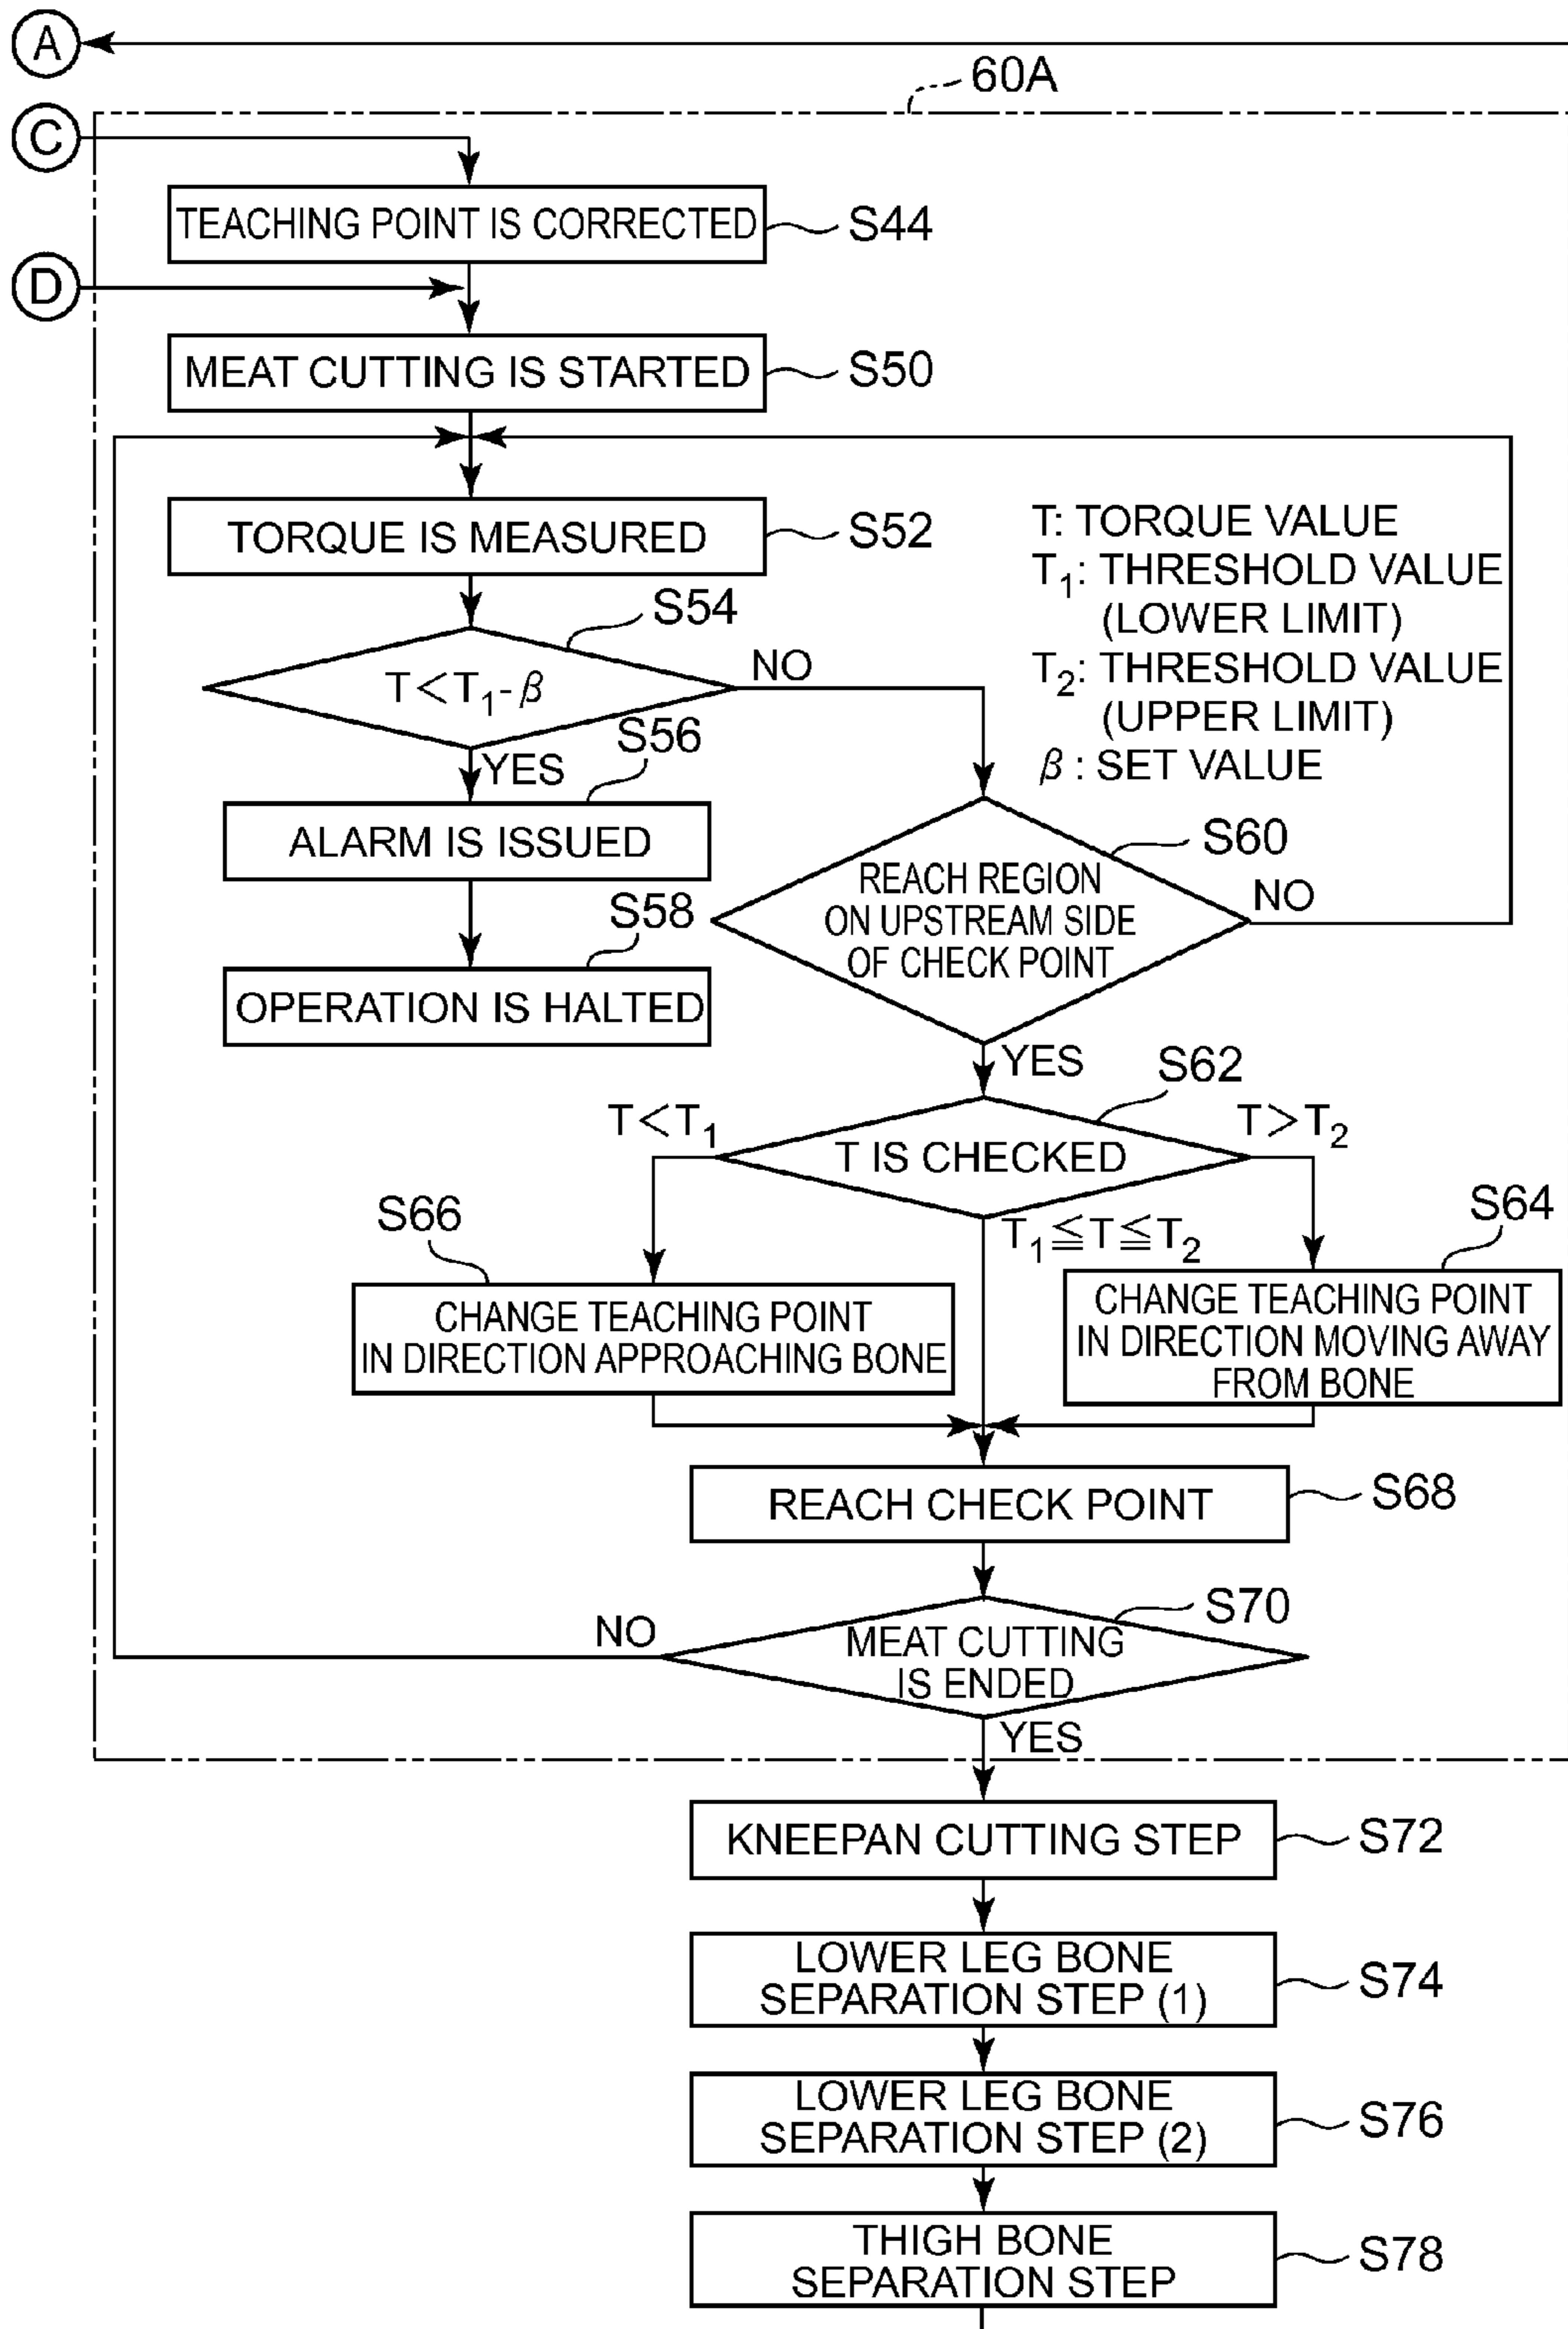 A
60A
C
TEACHING POINT IS CORRECTED
S44
D
MEAT CUTTING IS STARTED
S50
TORQUE IS MEASURED
S52
T: TORQUE VALUE
T₁: THRESHOLD VALUE
(LOWER LIMIT)
T₂: THRESHOLD VALUE
(UPPER LIMIT)
β: SET VALUE
S54
T<T₁-β
NO
YES
S56
ALARM IS ISSUED
S58
OPERATION IS HALTED
S60
REACH REGION
ON UPSTREAM SIDE
OF CHECK POINT
NO
YES
S62
T<T₁
T IS CHECKED
T>T₂
T₁≦T≦T₂
S66
CHANGE TEACHING POINT
IN DIRECTION APPROACHING BONE
S64
CHANGE TEACHING POINT
IN DIRECTION MOVING AWAY
FROM BONE
REACH CHECK POINT
S68
S70
NO
MEAT CUTTING
IS ENDED
YES
KNEEPAN CUTTING STEP
S72
LOWER LEG BONE
SEPARATION STEP (1)
S74
LOWER LEG BONE
SEPARATION STEP (2)
S76
THIGH BONE
SEPARATION STEP
S78